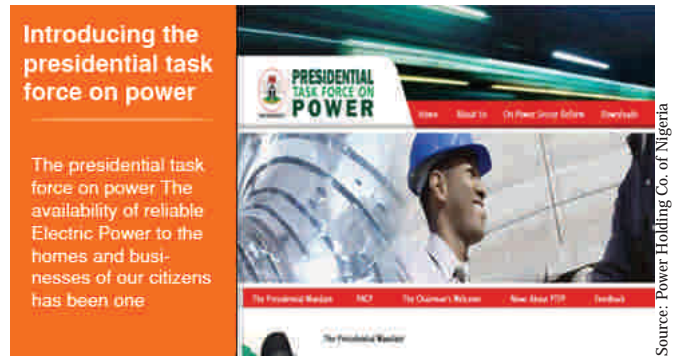 Introducing the
presidential task
force on power
The presidential task
force on power The
availability of reliable
Electric Power to the
homes and busi-
nesses of our citizens
has been one
PRESIDENTIAL
TASK FORCE ON
POWER
Home About Us On Power Sector Reform Downloads
The Presidential Mandate PACP The Chairman's Welcome News About PTFP Feedback
The Presidential Mandate
Source: Power Holding Co. of Nigeria